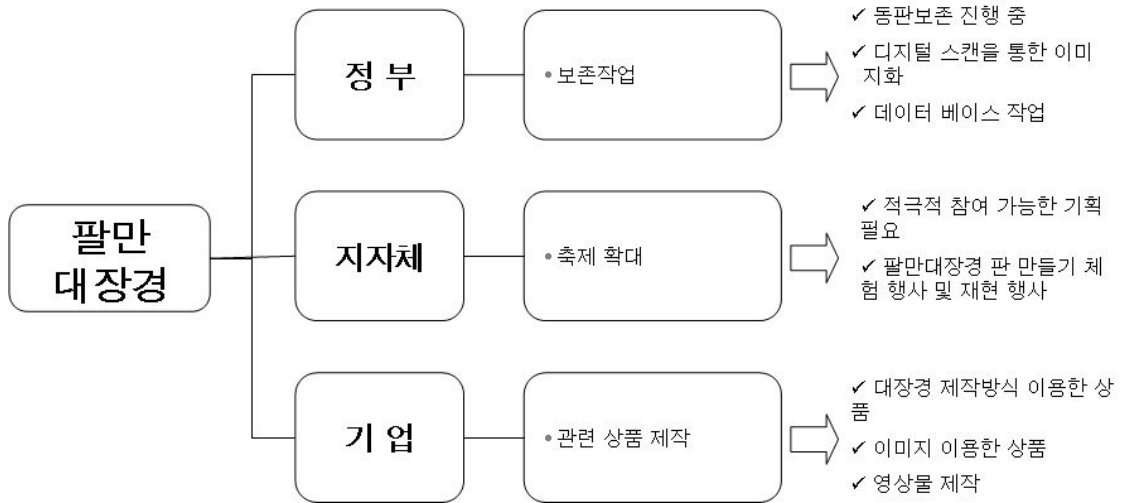 팔만
대장경
정 부
• 보존작업
✓ 동판보존 진행 중
✓ 디지털 스캔을 통한 이미
지화
✓ 데이터 베이스 작업
지자체
• 축제 확대
✓ 적극적 참여 가능한 기획
필요
✓ 팔만대장경 판 만들기 체
험 행사 및 재현 행사
기 업
• 관련 상품 제작
✓ 대장경 제작방식 이용한 상
품
✓ 이미지 이용한 상품
✓ 영상물 제작